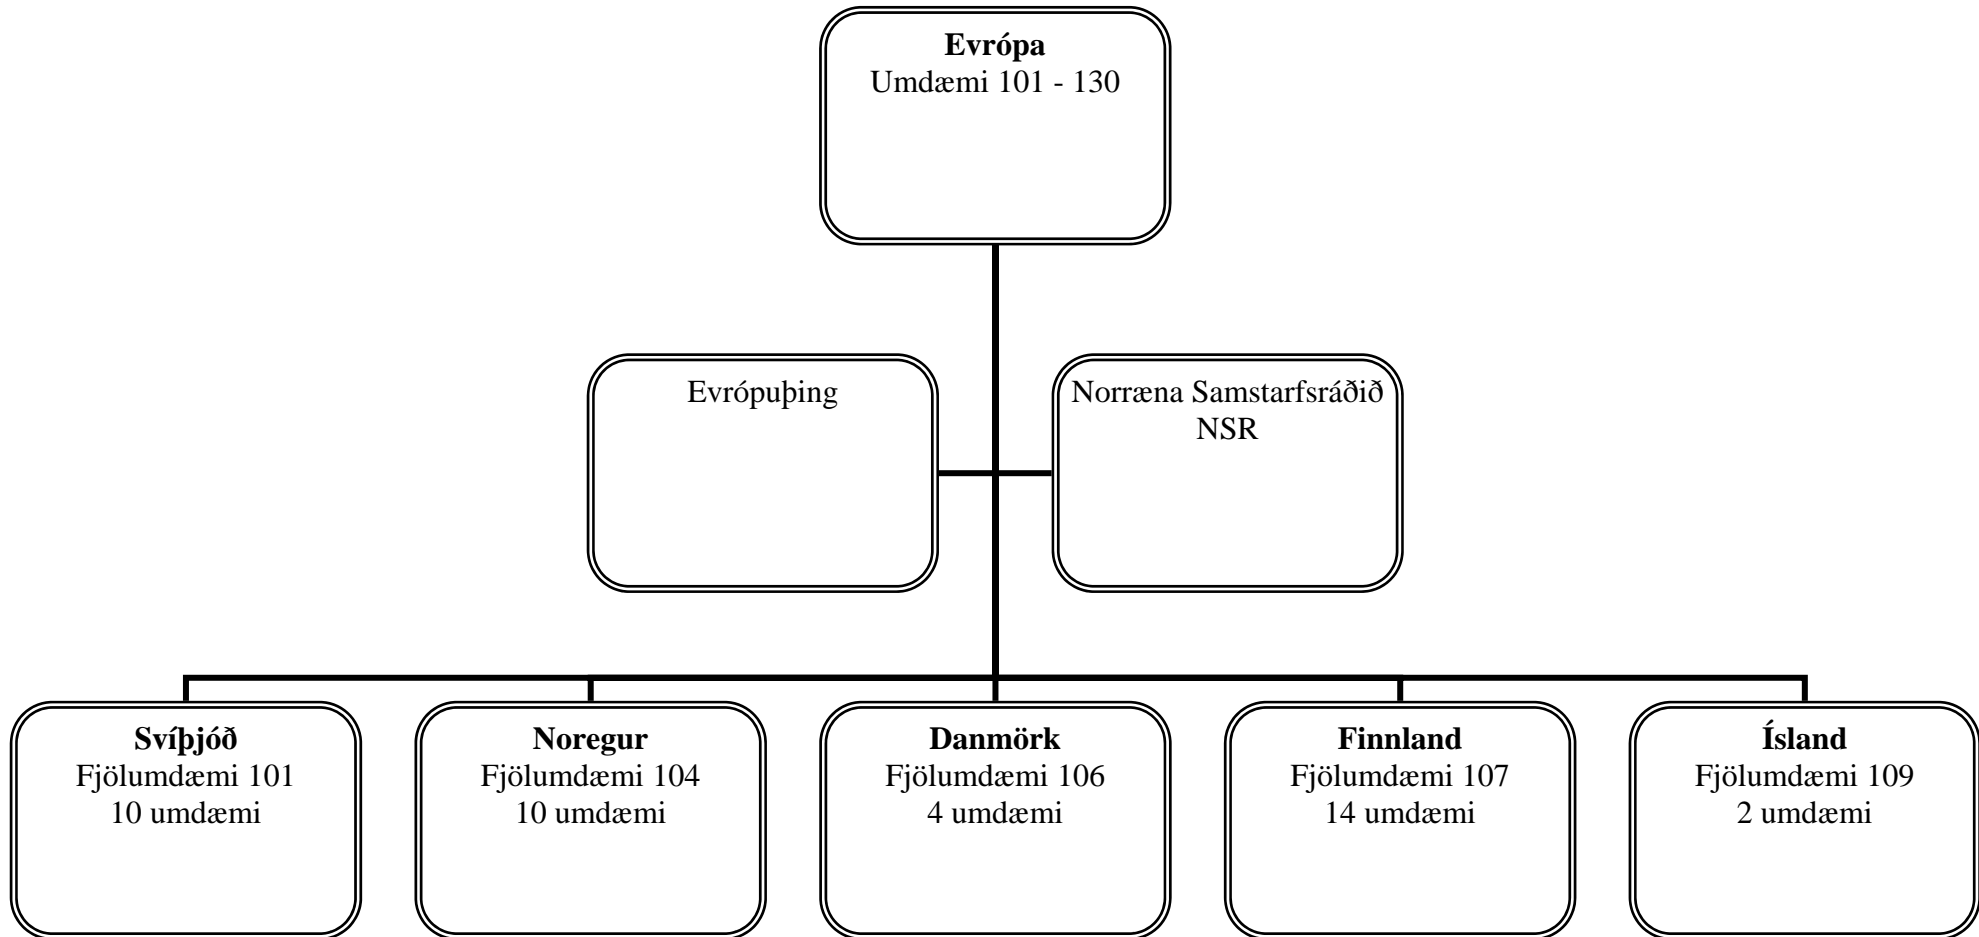 Evrópa
Umdæmi 101 - 130
Evrópuþing
Norræna Samstarfsráðið
NSR
Svíþjóð
Fjölumdæmi 101
10 umdæmi
Noregur
Fjölumdæmi 104
10 umdæmi
Danmörk
Fjölumdæmi 106
4 umdæmi
Finnland
Fjölumdæmi 107
14 umdæmi
Ísland
Fjölumdæmi 109
2 umdæmi